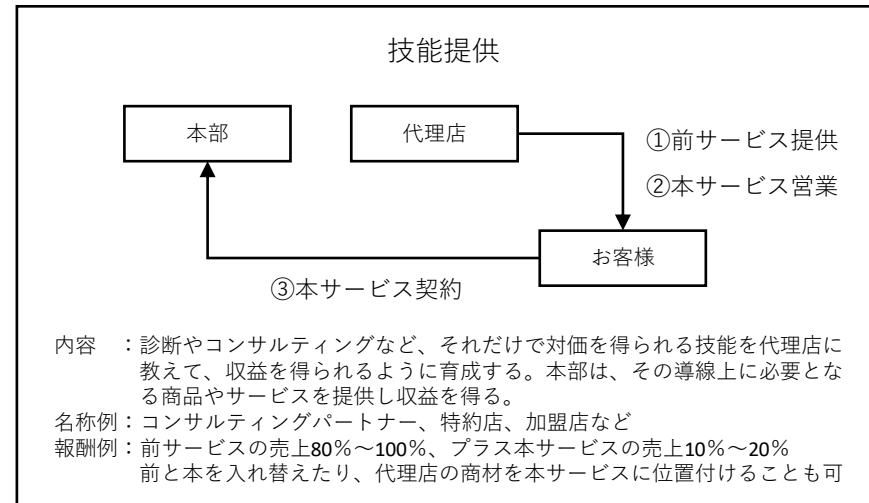 技能提供
本部
代理店
①前サービス提供
②本サービス営業
お客様
③本サービス契約
内容　：診断やコンサルティングなど、それだけで対価を得られる技能を代理店に
教えて、収益を得られるように育成する。本部は、その導線上に必要とな
る商品やサービスを提供し収益を得る。
名称例：コンサルティングパートナー、特約店、加盟店など
報酬例：前サービスの売上80%～100%、プラス本サービスの売上10%～20%
前と本を入れ替えたり、代理店の商材を本サービスに位置付けることも可